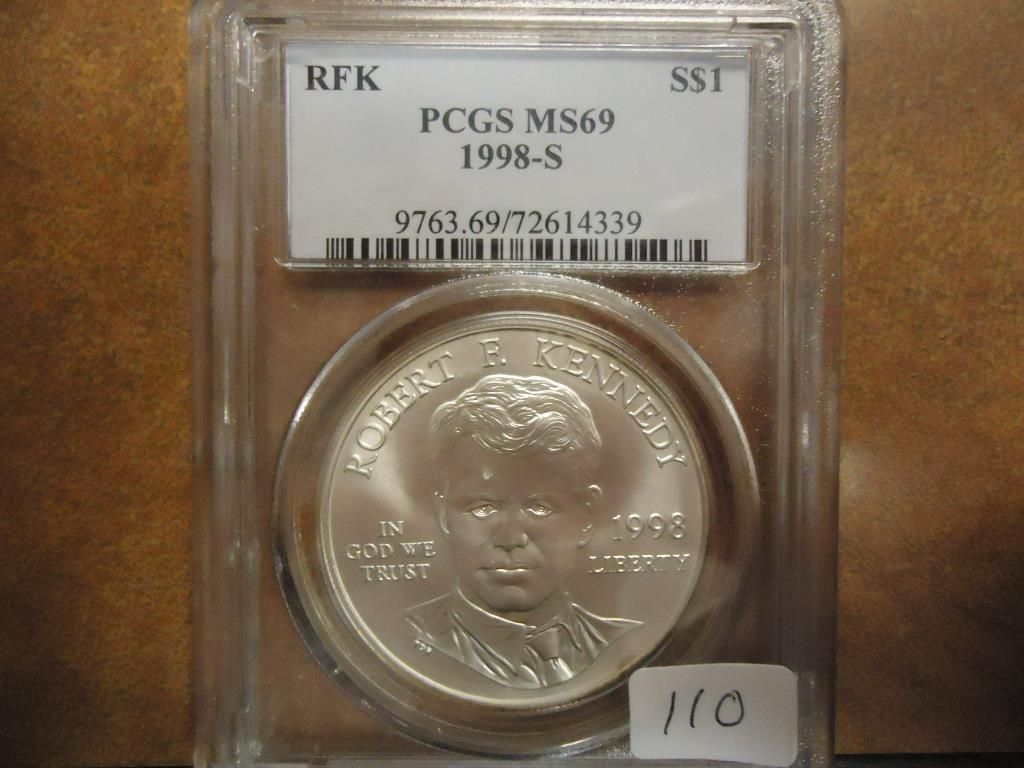 RFK S$1
PCGS MS69
1998-S
9763.69/72614339
ROBERT F. KENNEDY
IN
GOD WE
TRUST
1998
LIBERTY
110